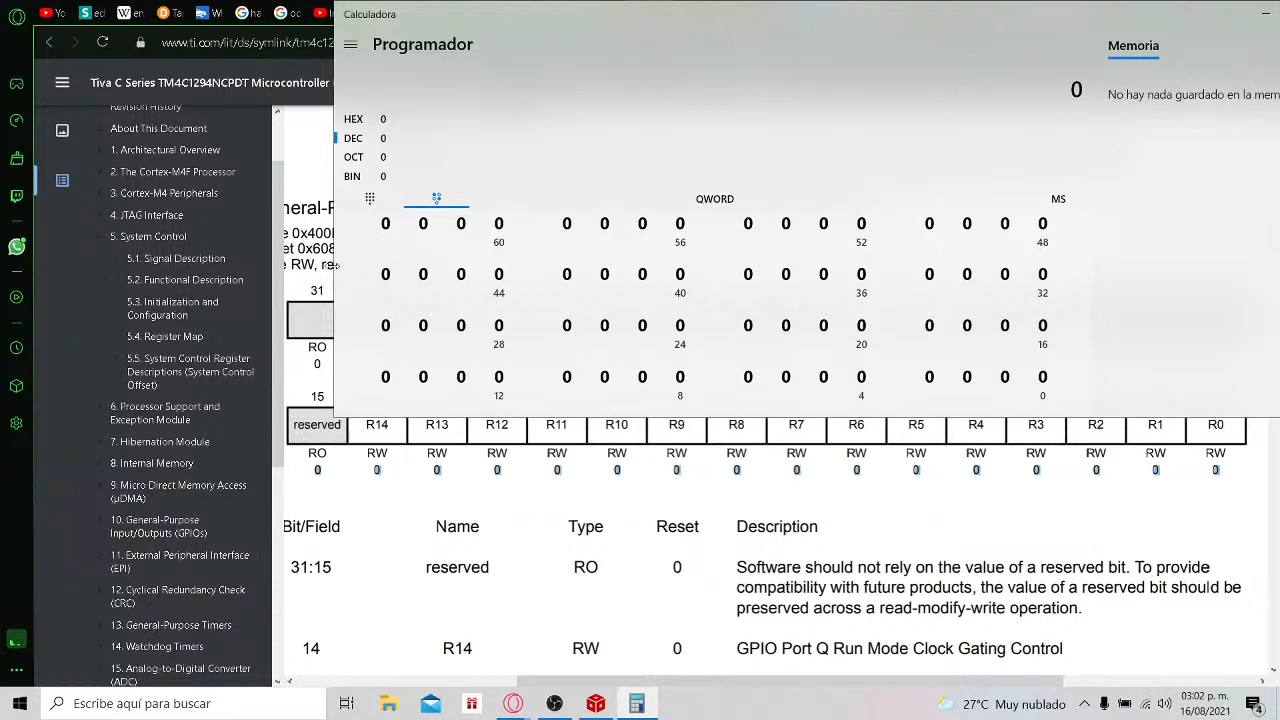 Yo
S ed
W en
Ta
We
G ha
G oc
In
Calculadora
www.ti.com/lit/ds/symlink/tm4c12
Programador
Memoria
Tiva C Series TM4C1294NCPDT Microcontroller
0
No hay nada guardado en la mem
Revision History
About This Document
1. Architectural Overview
2. The Cortex-M4F Processor
3. Cortex-M4 Peripherals
4. JTAG Interface
5. System Control
5.1. Signal Description
5.2. Functional Description
5.3. Initialization and
Configuration
5.4. Register Map
5.5. System Control Register
Descriptions (System Control
Offset)
6. Processor Support and
Exception Module
7. Hibernation Module
8. Internal Memory
9. Micro Direct Memory Access
(μDMA)
10. General-Purpose
Input/Outputs (GPIOs)
11. External Peripheral Interface
(EPI)
12. Cyclical Redundancy Check
(CRC)
13. General-Purpose Timers
14. Watchdog Timers
15. Analog-to-Digital Converter
(ADC)
HEX 0
DEC 0
OCT 0
BIN 0
QWORD MS
0 0 0 0 0 0 0 0 0 0 0 0 0 0 0 0
60 56 52 48
0 0 0 0 0 0 0 0 0 0 0 0 0 0 0 0
44 40 36 32
0 0 0 0 0 0 0 0 0 0 0 0 0 0 0 0
28 24 20 16
0 0 0 0 0 0 0 0 0 0 0 0 0 0 0 0
12 8 4 0
neral-F
e 0x400
et 0x608
e RW, res
31
RO
0
15
reserved R14 R13 R12 R11 R10 R9 R8 R7 R6 R5 R4 R3 R2 R1 R0
RO RW RW RW RW RW RW RW RW RW RW RW RW RW RW RW
0 0 0 0 0 0 0 0 0 0 0 0 0 0 0 0
Bit/Field Name Type Reset Description
31:15 reserved RO 0 Software should not rely on the value of a reserved bit. To provide
compatibility with future products, the value of a reserved bit should be
preserved across a read-modify-write operation.
14 R14 RW 0 GPIO Port Q Run Mode Clock Gating Control
Escribe aquí para buscar
27°C Muy nublado
03:02 p. m.
16/08/2021
4